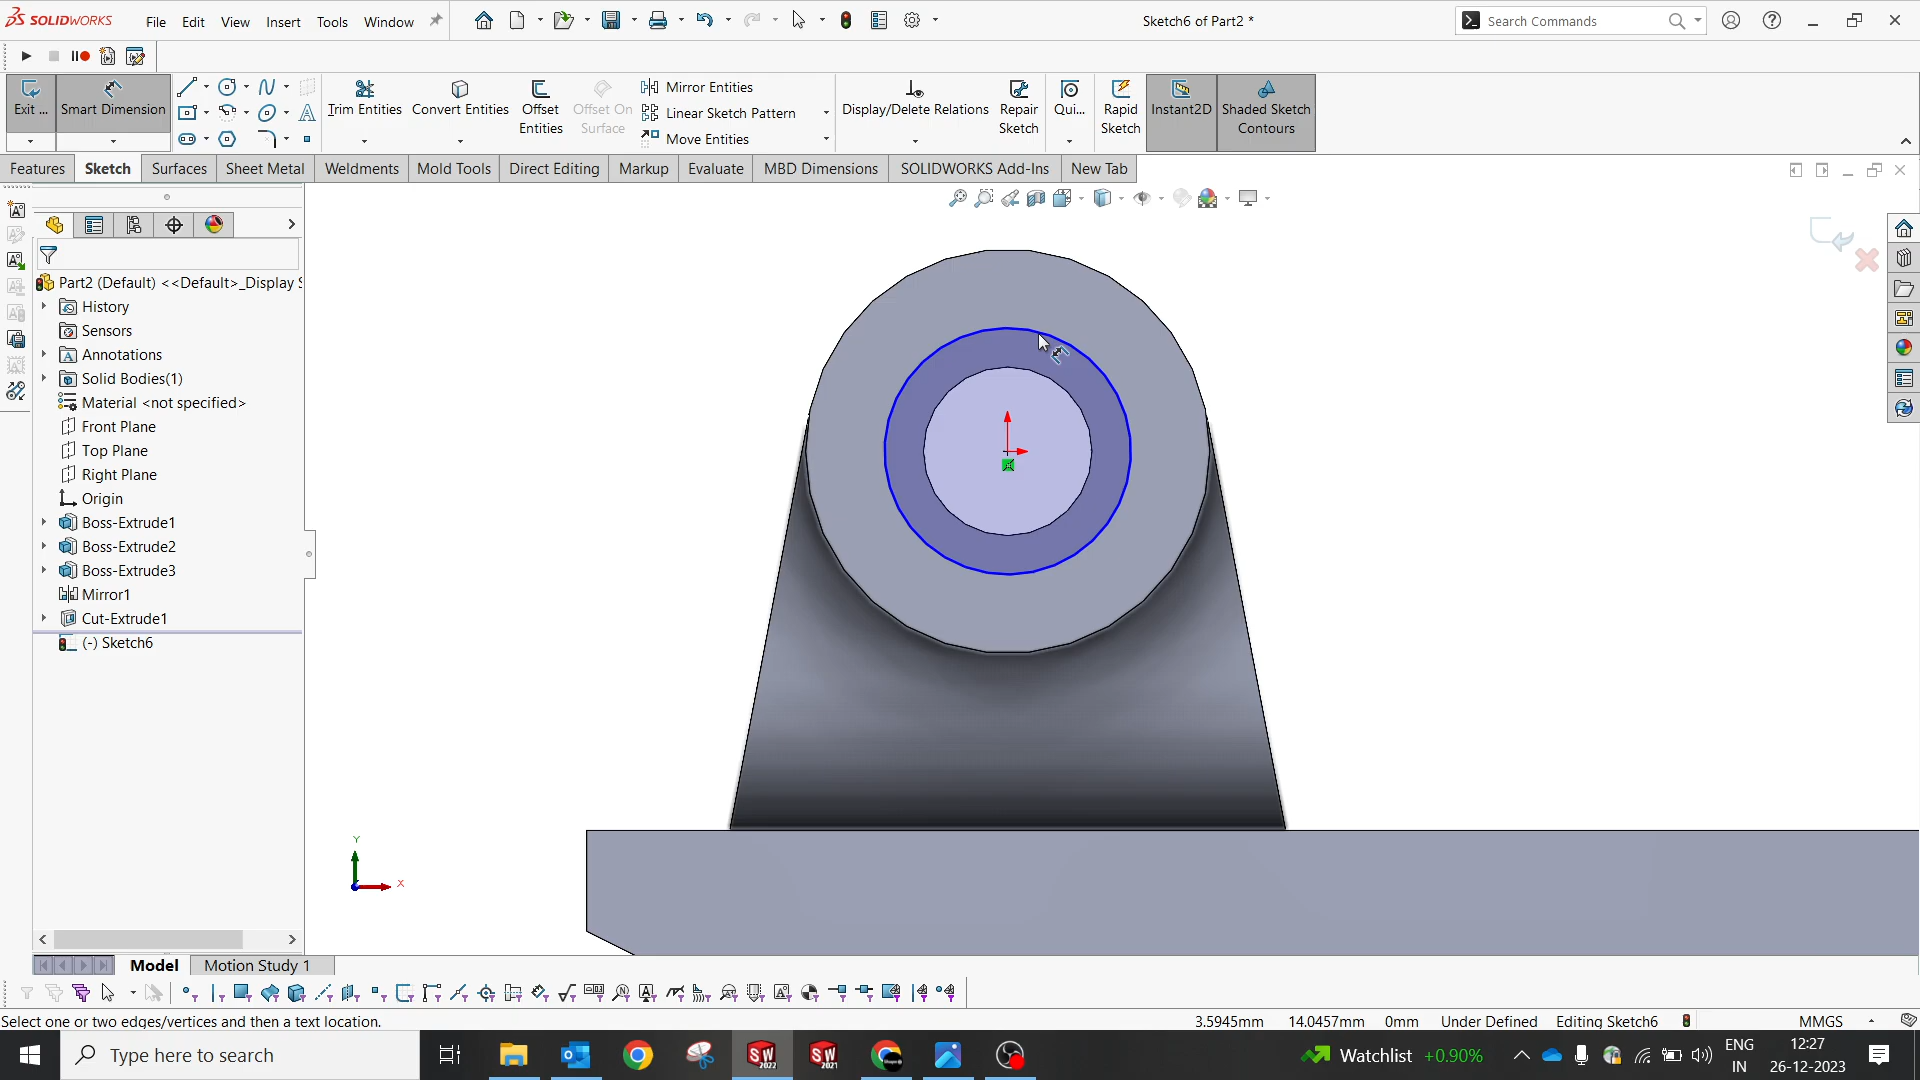 SOLIDWORKS File Edit View Insert Tools Window Sketch6 of Part2 * Search Commands
Exit ... Smart Dimension Trim Entities Convert Entities Offset Entities Offset On Surface Mirror Entities Display/Delete Relations Repair Sketch Qui... Rapid Sketch Instant2D Shaded Sketch Contours
Linear Sketch Pattern
Move Entities
Features Sketch Surfaces Sheet Metal Weldments Mold Tools Direct Editing Markup Evaluate MBD Dimensions SOLIDWORKS Add-Ins New Tab
Part2 (Default) <<Default>_Display S
History
Sensors
Annotations
Solid Bodies(1)
Material <not specified>
Front Plane
Top Plane
Right Plane
Origin
Boss-Extrude1
Boss-Extrude2
Boss-Extrude3
Mirror1
Cut-Extrude1
(-) Sketch6
Y
X
Model Motion Study 1
Select one or two edges/vertices and then a text location. 3.5945mm 14.0457mm 0mm Under Defined Editing Sketch6 MMGS
Type here to search SW 2022 SW 2021 Watchlist +0.90% ENG IN 12:27 26-12-2023